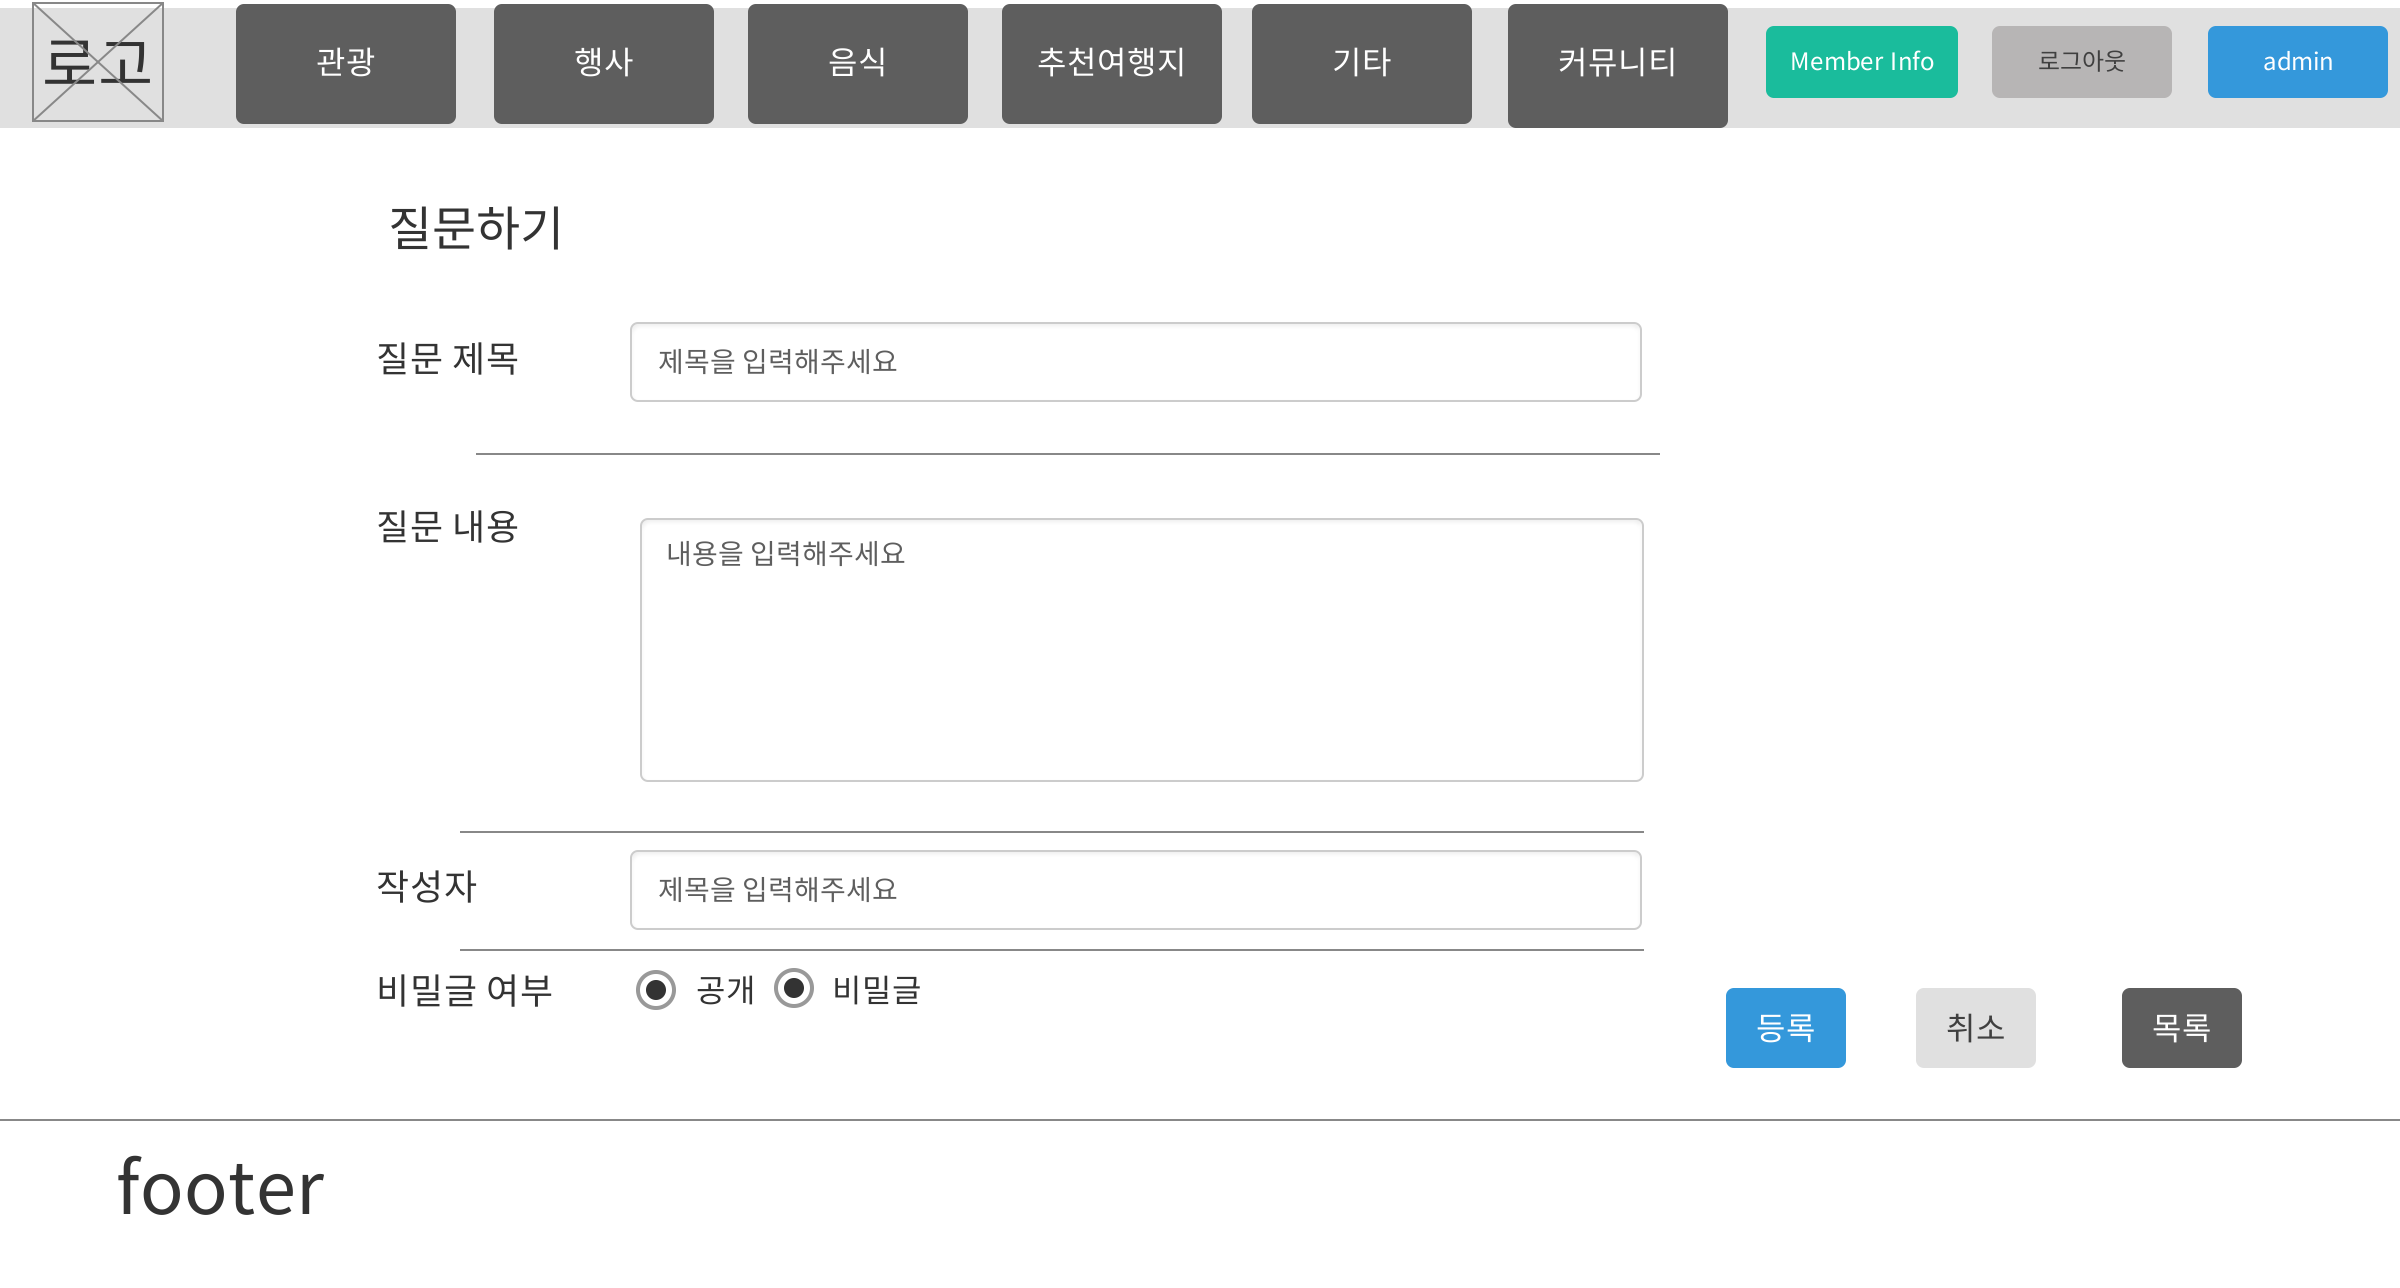 로고 관광 행사 음식 추천여행지 기타 커뮤니티 Member Info 로그아웃 admin
질문하기
질문 제목 제목을 입력해주세요
질문 내용
내용을 입력해주세요
작성자 제목을 입력해주세요
비밀글 여부 공개 비밀글
등록 취소 목록
footer